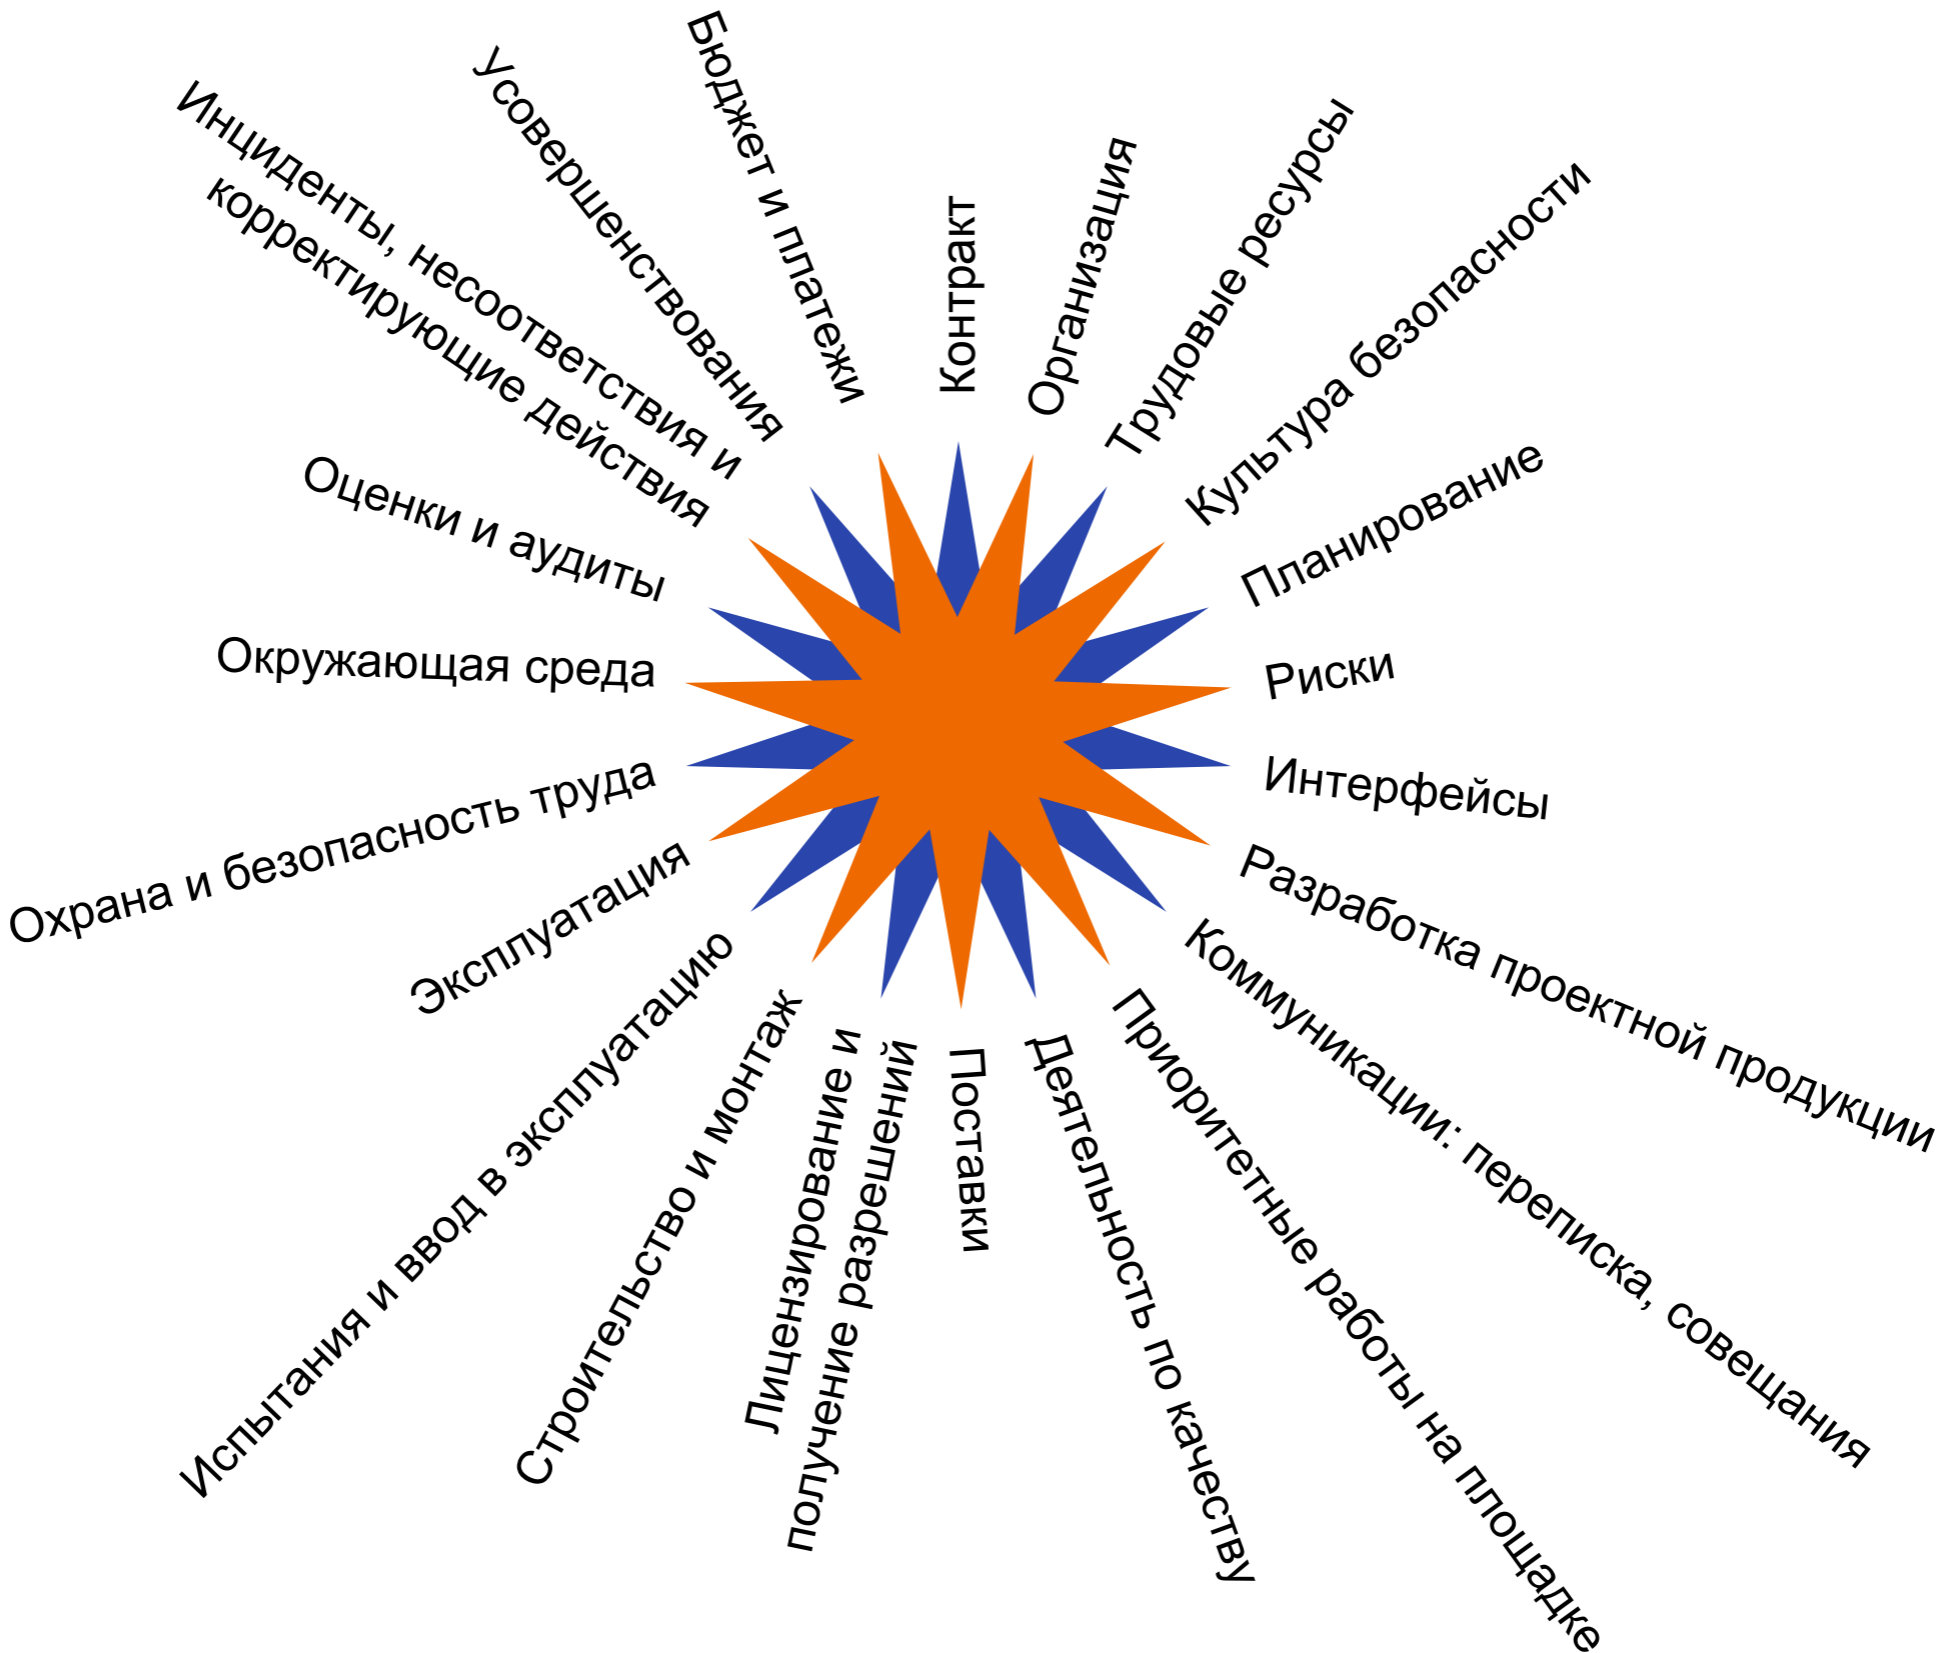 Контракт
Организация
Трудовые ресурсы
Культура безопасности
Планирование
Риски
Интерфейсы
Разработка проектной продукции
Коммуникации: переписка, совещания
Приоритетные работы на площадке
Деятельность по качеству
Поставки
Лицензирование и
получение разрешений
Строительство и монтаж
Испытания и ввод в эксплуатацию
Эксплуатация
Охрана и безопасность труда
Окружающая среда
Оценки и аудиты
Инциденты, несоответствия и
корректирующие действия
усовершенствования
Бюджет и платежи